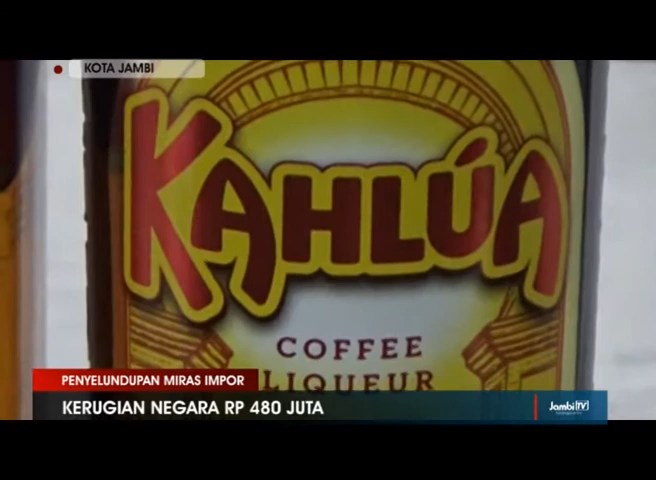 KOTA JAMBI
KAHLÚA
COFFEE
LIQUEUR
PENYELUNDUPAN MIRAS IMPOR
KERUGIAN NEGARA RP 480 JUTA
JambiTV